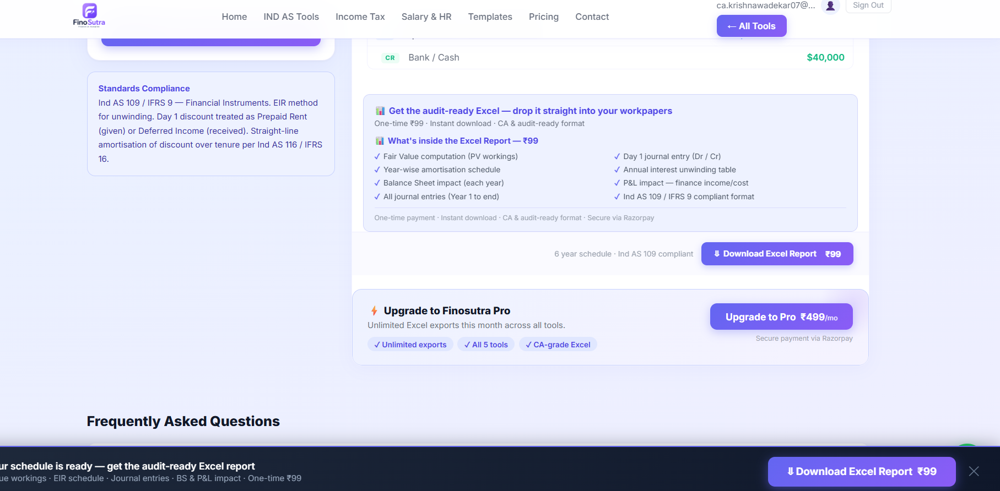 FinoSutra
Home
IND AS Tools
Income Tax
Salary & HR
Templates
Pricing
Contact
ca.krishnawadekar07@...
Sign Out
← All Tools
CR
Bank / Cash
$40,000
Standards Compliance
Ind AS 109 / IFRS 9 — Financial Instruments. EIR method
for unwinding. Day 1 discount treated as Prepaid Rent
(given) or Deferred Income (received). Straight-line
amortisation of discount over tenure per Ind AS 116 / IFRS
16.
Get the audit-ready Excel — drop it straight into your workpapers
One-time ₹99 · Instant download · CA & audit-ready format
What's inside the Excel Report — ₹99
✓ Fair Value computation (PV workings)
✓ Day 1 journal entry (Dr / Cr)
✓ Year-wise amortisation schedule
✓ Annual interest unwinding table
✓ Balance Sheet impact (each year)
✓ P&L impact — finance income/cost
✓ All journal entries (Year 1 to end)
✓ Ind AS 109 / IFRS 9 compliant format
One-time payment · Instant download · CA & audit-ready format · Secure via Razorpay
6 year schedule · Ind AS 109 compliant
⇓ Download Excel Report ₹99
Upgrade to Finosutra Pro
Unlimited Excel exports this month across all tools.
✓ Unlimited exports
✓ All 5 tools
✓ CA-grade Excel
Upgrade to Pro ₹499/mo
Secure payment via Razorpay
Frequently Asked Questions
ur schedule is ready — get the audit-ready Excel report
ue workings · EIR schedule · Journal entries · BS & P&L impact · One-time ₹99
⇓ Download Excel Report ₹99